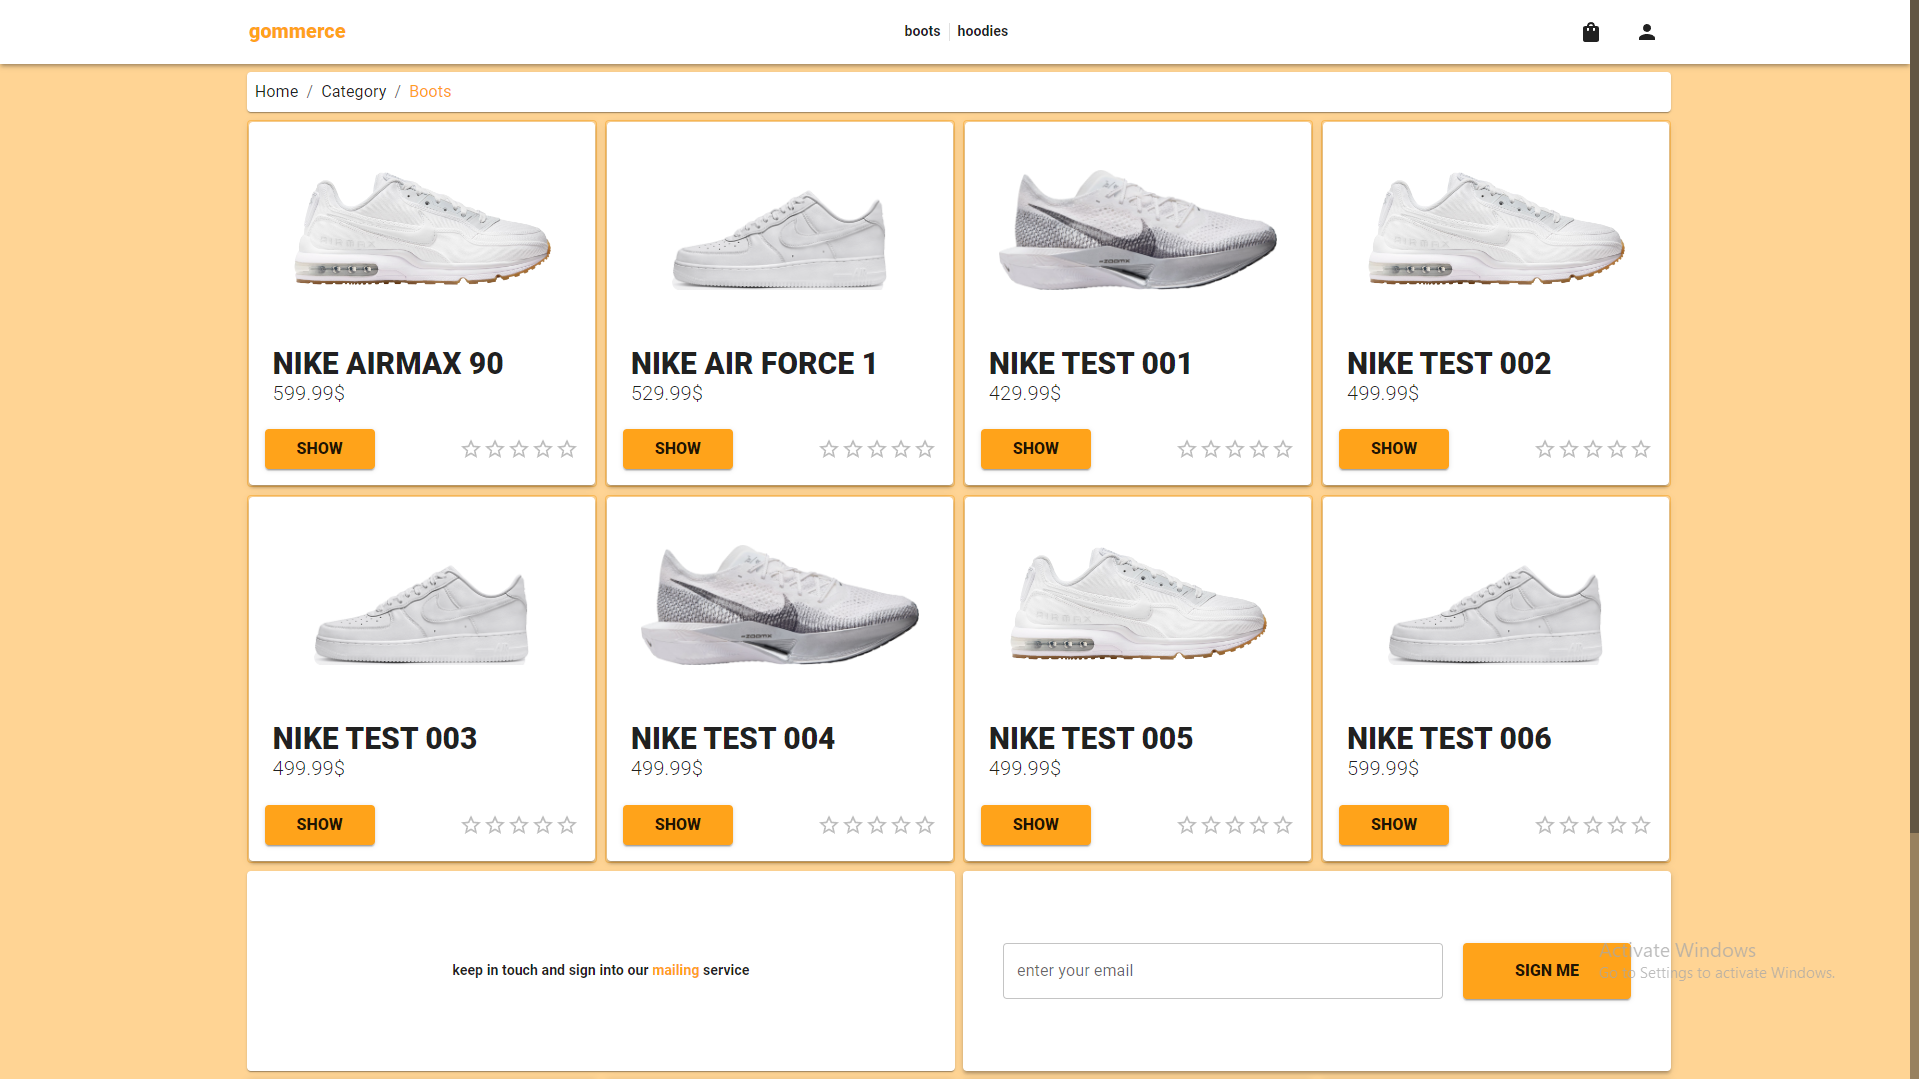 gommerce
boots
hoodies
Home / Category / Boots
NIKE AIRMAX 90
599.99$
SHOW
NIKE AIR FORCE 1
529.99$
SHOW
NIKE TEST 001
429.99$
SHOW
NIKE TEST 002
499.99$
SHOW
NIKE TEST 003
499.99$
SHOW
NIKE TEST 004
499.99$
SHOW
NIKE TEST 005
499.99$
SHOW
NIKE TEST 006
599.99$
SHOW
keep in touch and sign into our mailing service
enter your email
SIGN ME
Activate Windows
Go to Settings to activate Windows.